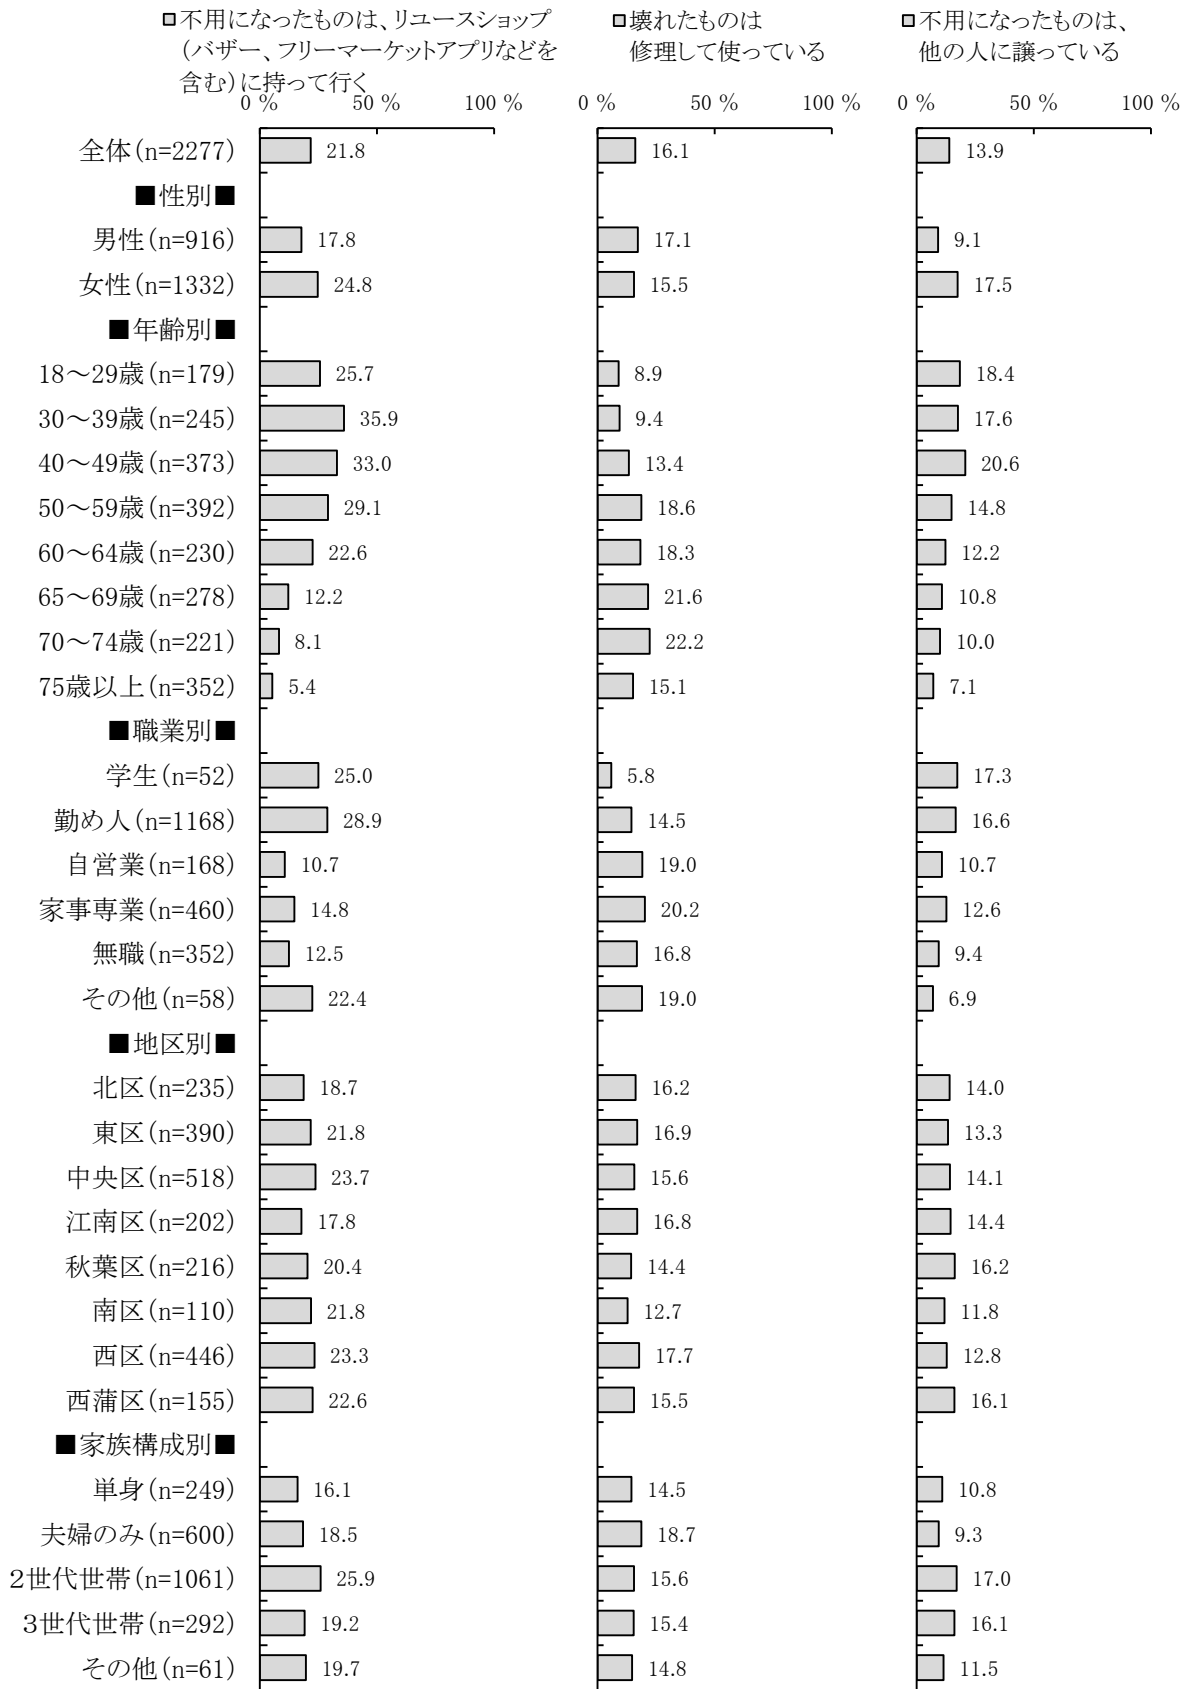 不用になったものは、リユースショップ
(バザー、フリーマーケットアプリなどを
含む)に持って行く
壊れたものは
修理して使っている
不用になったものは、
他の人に譲っている
0 % 50 % 100 % 0 % 50 % 100 % 0 % 50 % 100 %
全体(n=2277) 21.8 16.1 13.9
■性別■
男性(n=916) 17.8 17.1 9.1
女性(n=1332) 24.8 15.5 17.5
■年齢別■
18～29歳(n=179) 25.7 8.9 18.4
30～39歳(n=245) 35.9 9.4 17.6
40～49歳(n=373) 33.0 13.4 20.6
50～59歳(n=392) 29.1 18.6 14.8
60～64歳(n=230) 22.6 18.3 12.2
65～69歳(n=278) 12.2 21.6 10.8
70～74歳(n=221) 8.1 22.2 10.0
75歳以上(n=352) 5.4 15.1 7.1
■職業別■
学生(n=52) 25.0 5.8 17.3
勤め人(n=1168) 28.9 14.5 16.6
自営業(n=168) 10.7 19.0 10.7
家事専業(n=460) 14.8 20.2 12.6
無職(n=352) 12.5 16.8 9.4
その他(n=58) 22.4 19.0 6.9
■地区別■
北区(n=235) 18.7 16.2 14.0
東区(n=390) 21.8 16.9 13.3
中央区(n=518) 23.7 15.6 14.1
江南区(n=202) 17.8 16.8 14.4
秋葉区(n=216) 20.4 14.4 16.2
南区(n=110) 21.8 12.7 11.8
西区(n=446) 23.3 17.7 12.8
西蒲区(n=155) 22.6 15.5 16.1
■家族構成別■
単身(n=249) 16.1 14.5 10.8
夫婦のみ(n=600) 18.5 18.7 9.3
２世代世帯(n=1061) 25.9 15.6 17.0
３世代世帯(n=292) 19.2 15.4 16.1
その他(n=61) 19.7 14.8 11.5